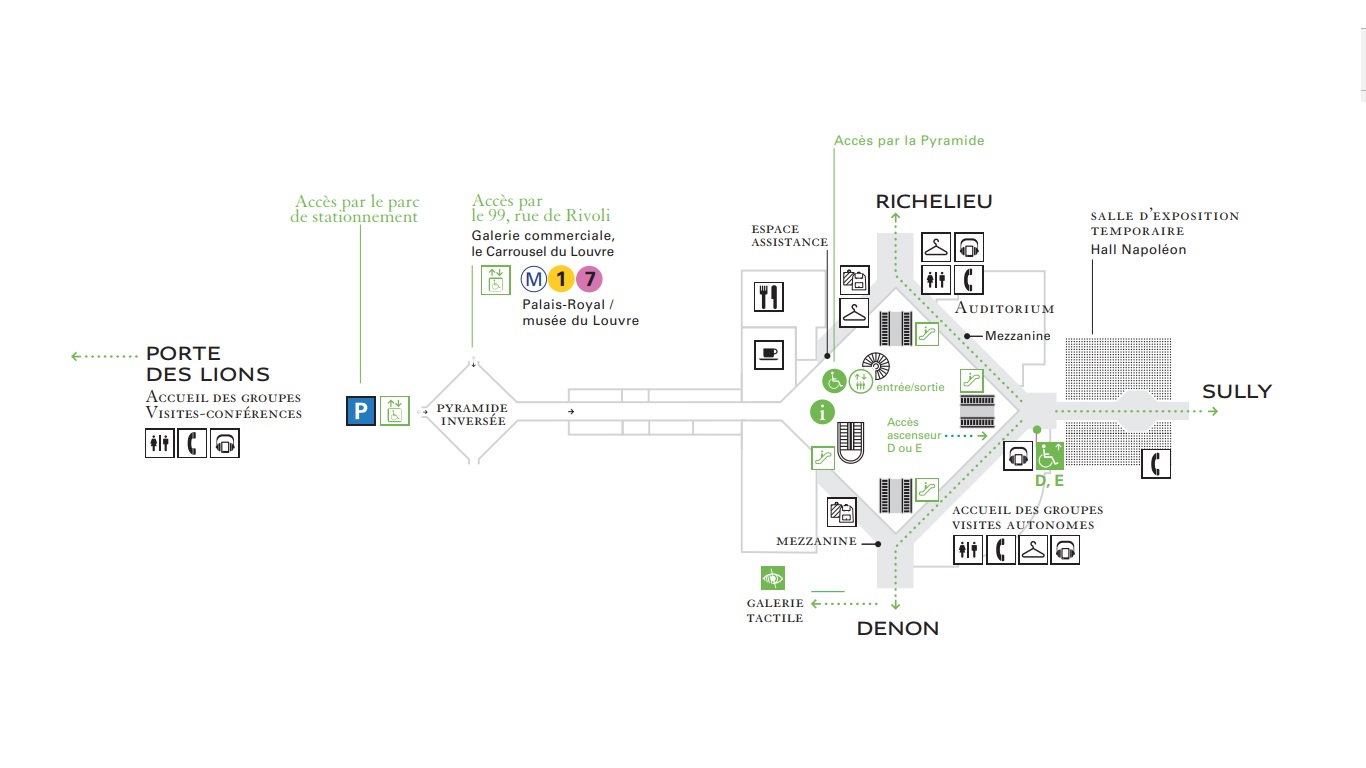 Accès par la Pyramide
Accès par le parc
de stationnement
Accès par
le 99, rue de Rivoli
Galerie commerciale,
le Carrousel du Louvre
M 1 7
Palais-Royal /
musée du Louvre
RICHELIEU
ESPACE
ASSISTANCE
SALLE D'EXPOSITION
TEMPORAIRE
Hall Napoléon
AUDITORIUM
Mezzanine
PORTE
DES LIONS
ACCUEIL DES GROUPES
VISITES-CONFÉRENCES
P
PYRAMIDE
INVERSÉE
entrée/sortie
i
Accès
ascenseur
D ou E
SULLY
D, E
ACCUEIL DES GROUPES
VISITES AUTONOMES
MEZZANINE
GALERIE
TACTILE
DENON